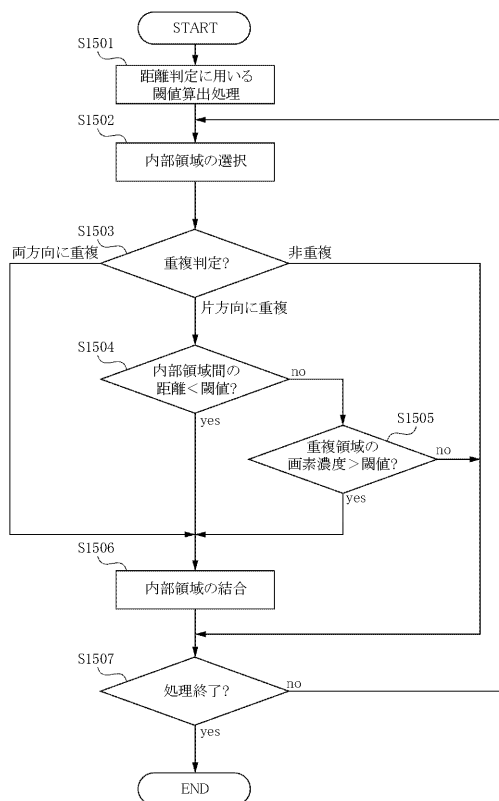 START
S1501
距離判定に用いる
閾値算出処理
S1502
内部領域の選択
S1503
両方向に重複
重複判定?
非重複
片方向に重複
S1504
内部領域間の
距離<閾値?
no
yes
S1505
重複領域の
画素濃度>閾値?
no
yes
S1506
内部領域の結合
S1507
処理終了?
no
yes
END